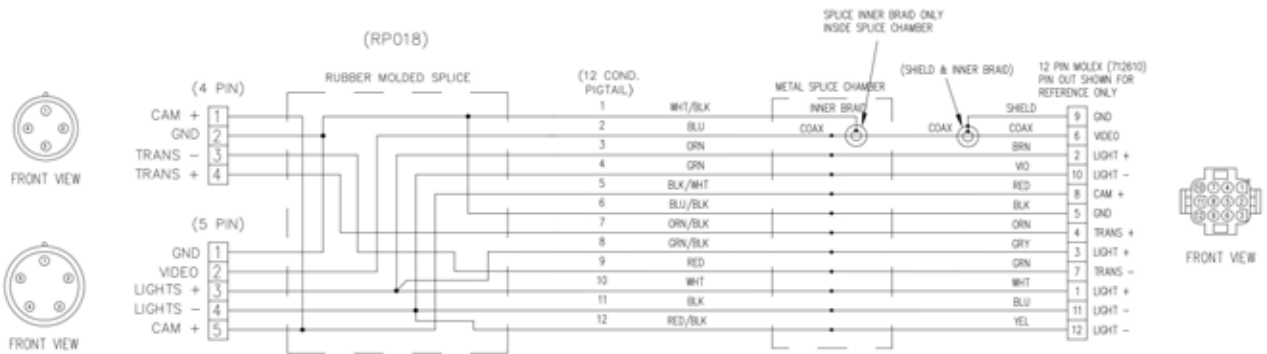 SPLICE INNER BRAID ONLY
INSIDE SPLICE CHAMBER
(RP018)
RUBBER MOLDED SPLICE
(12 COND.
PIGTAIL)
METAL SPLICE CHAMBER
(SHIELD & INNER BRAID)
12 PIN MOLEX (712610)
PIN OUT SHOWN FOR
REFERENCE ONLY
(4 PIN)
CAM + 1
GND 2
TRANS - 3
TRANS + 4
FRONT VIEW
(5 PIN)
GND 1
VIDEO 2
LIGHTS + 3
LIGHTS - 4
CAM + 5
FRONT VIEW
1 WHT/BLK INNER BRAID SHIELD 9 GND
2 BLU COAX COAX COAX 6 VIDEO
3 ORN BRN 2 LIGHT +
4 GRN VIO 10 LIGHT -
5 BLK/WHT RED 8 CAM +
6 BLU/BLK BLK 5 GND
7 ORN/BLK ORN 4 TRANS +
8 GRN/BLK GRY 3 LIGHT +
9 RED GRN 7 TRANS -
10 WHT WHT 1 LIGHT +
11 BLK BLU 11 LIGHT -
12 RED/BLK YEL 12 LIGHT -
FRONT VIEW